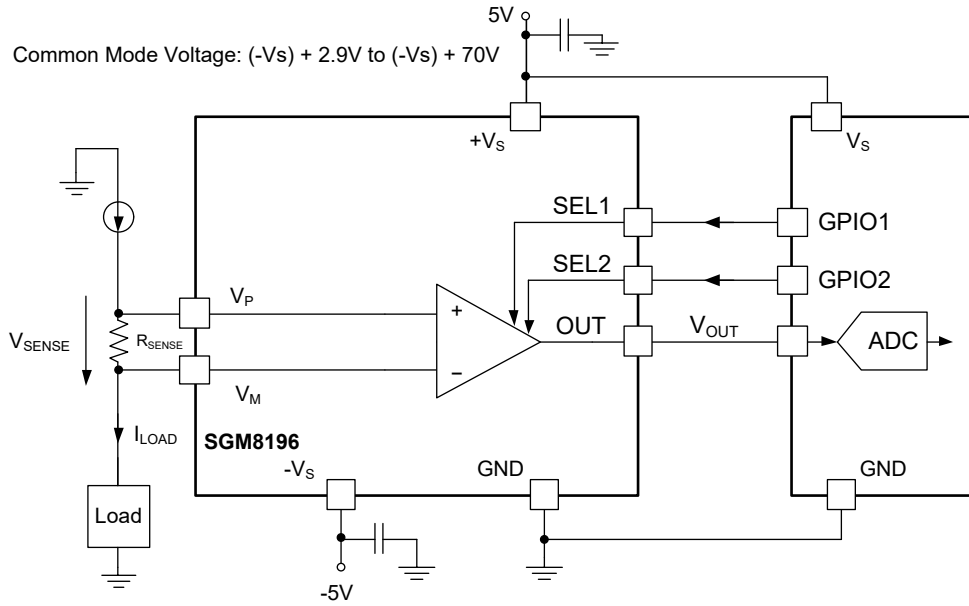 5V
Common Mode Voltage: (-Vs) + 2.9V to (-Vs) + 70V
+VS
VS
SEL1
GPIO1
SEL2
GPIO2
VP
+
OUT
VOUT
ADC
VSENSE
RSENSE
−
VM
ILOAD
SGM8196
-VS
GND
GND
Load
-5V